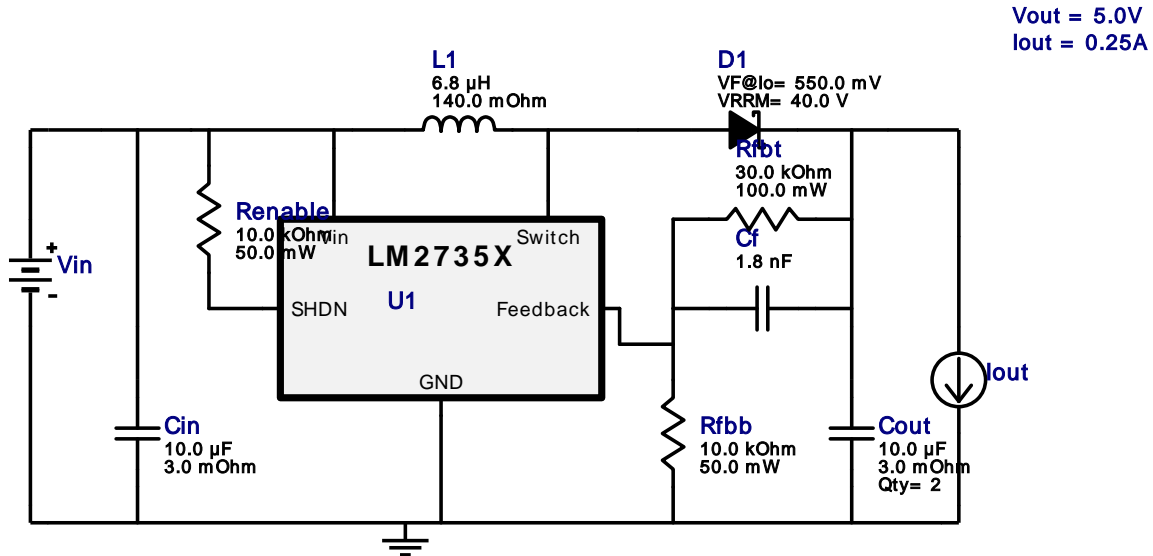 Vout = 5.0V
Iout = 0.25A
L1
6.8 µH
140.0 mOhm
D1
VF@Io= 550.0 mV
VRRM= 40.0 V
Rfbt
30.0 kOhm
100.0 mW
Renable
10.0 kOhm
50.0 mW
Vin
Switch
LM2735X
Cf
1.8 nF
+
Vin
-
U1
SHDN
Feedback
GND
Iout
Cin
10.0 µF
3.0 mOhm
Rfbb
10.0 kOhm
50.0 mW
Cout
10.0 µF
3.0 mOhm
Qty= 2